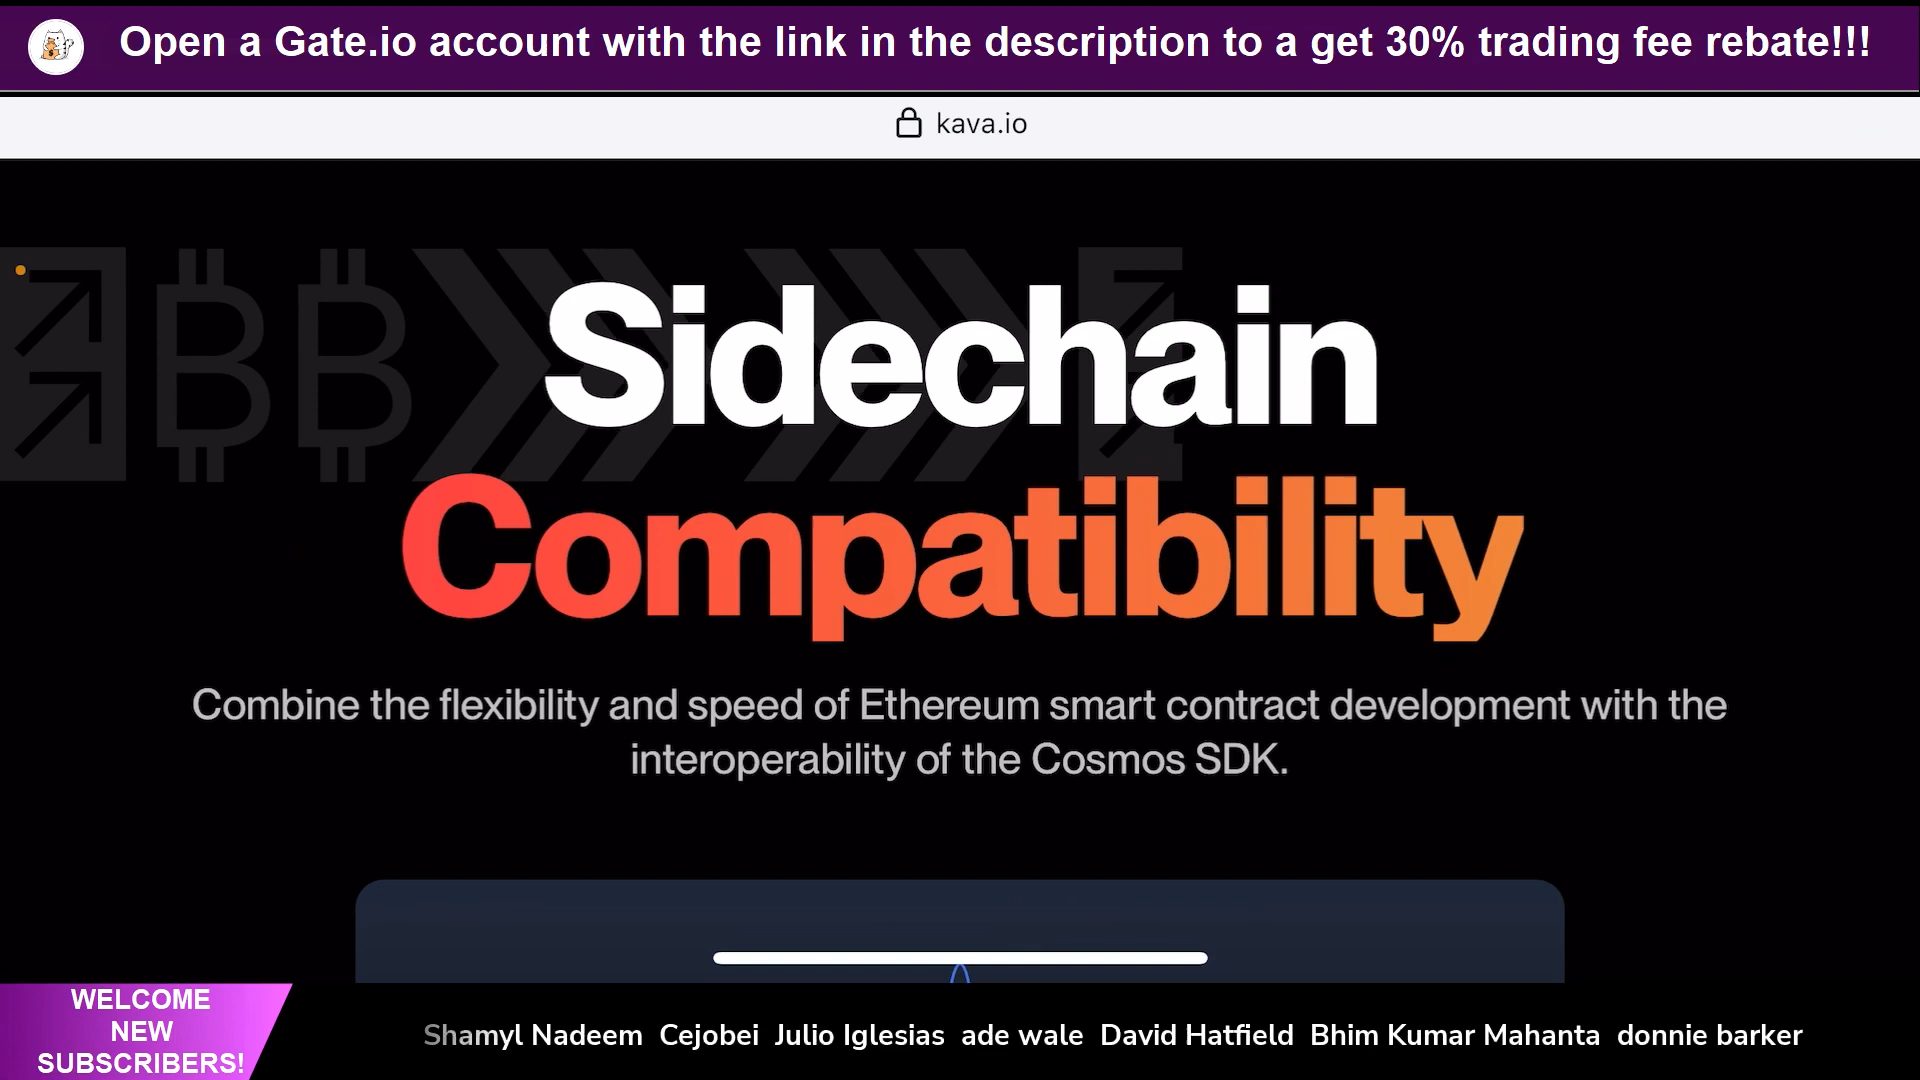 Open a Gate.io account with the link in the description to a get 30% trading fee rebate!!!
kava.io
Sidechain
Compatibility
Combine the flexibility and speed of Ethereum smart contract development with the
interoperability of the Cosmos SDK.
WELCOME
NEW
SUBSCRIBERS!
Shamyl Nadeem Cejobei Julio Iglesias ade wale David Hatfield Bhim Kumar Mahanta donnie barker